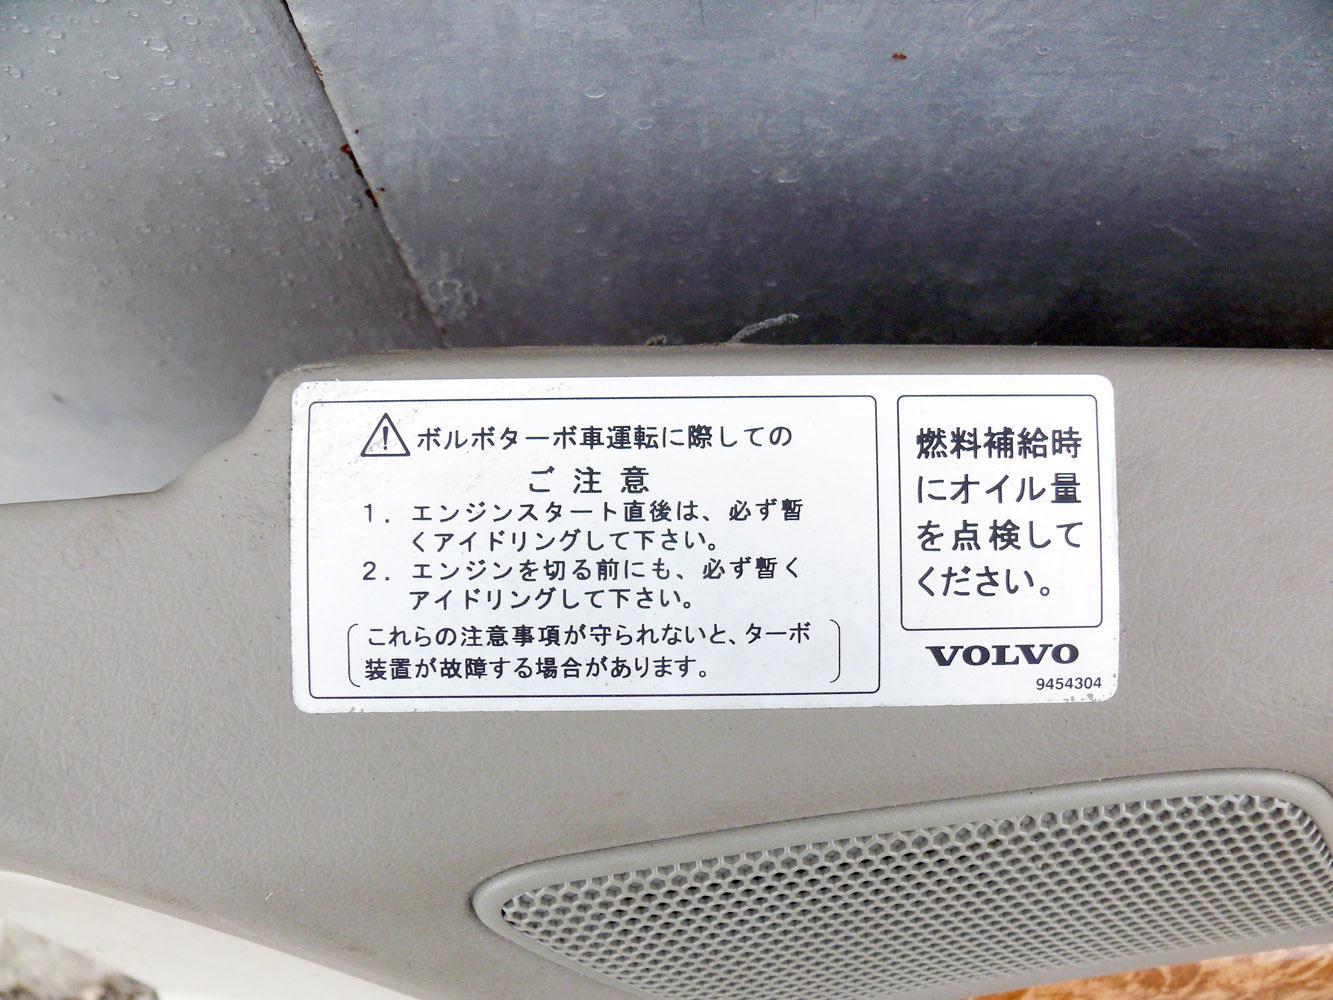 ボルボターボ車運転に際しての
ご注意
1. エンジンスタート直後は、必ず暫
くアイドリングして下さい。
2. エンジンを切る前にも、必ず暫く
アイドリングして下さい。
これらの注意事項が守られないと、ターボ
装置が故障する場合があります。
燃料補給時
にオイル量
を点検して
ください。
VOLVO
9454304